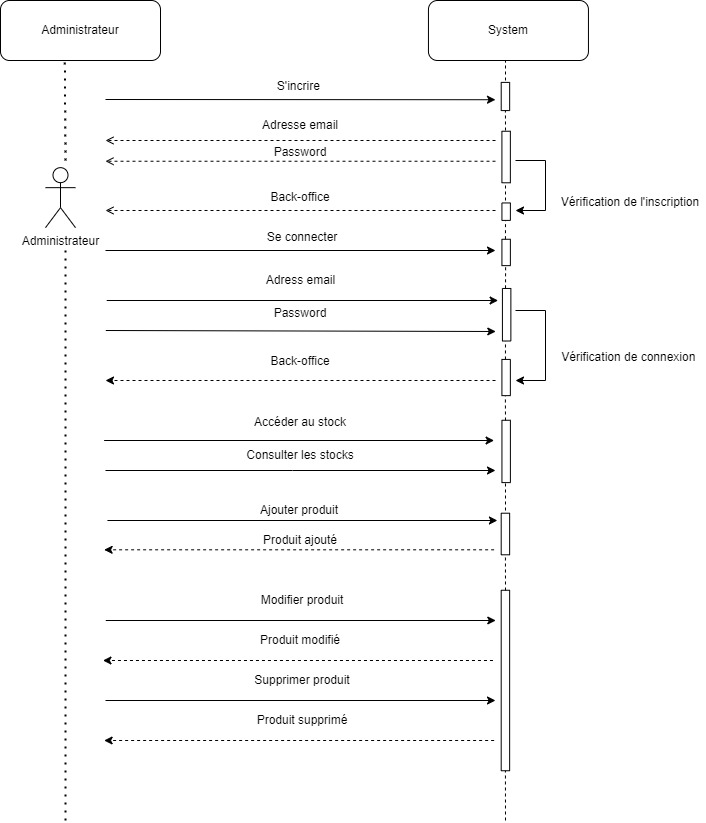 Administrateur
System
S'incrire
Adresse email
Password
Back-office
Vérification de l'inscription
Administrateur
Se connecter
Adress email
Password
Vérification de connexion
Back-office
Accéder au stock
Consulter les stocks
Ajouter produit
Produit ajouté
Modifier produit
Produit modifié
Supprimer produit
Produit supprimé